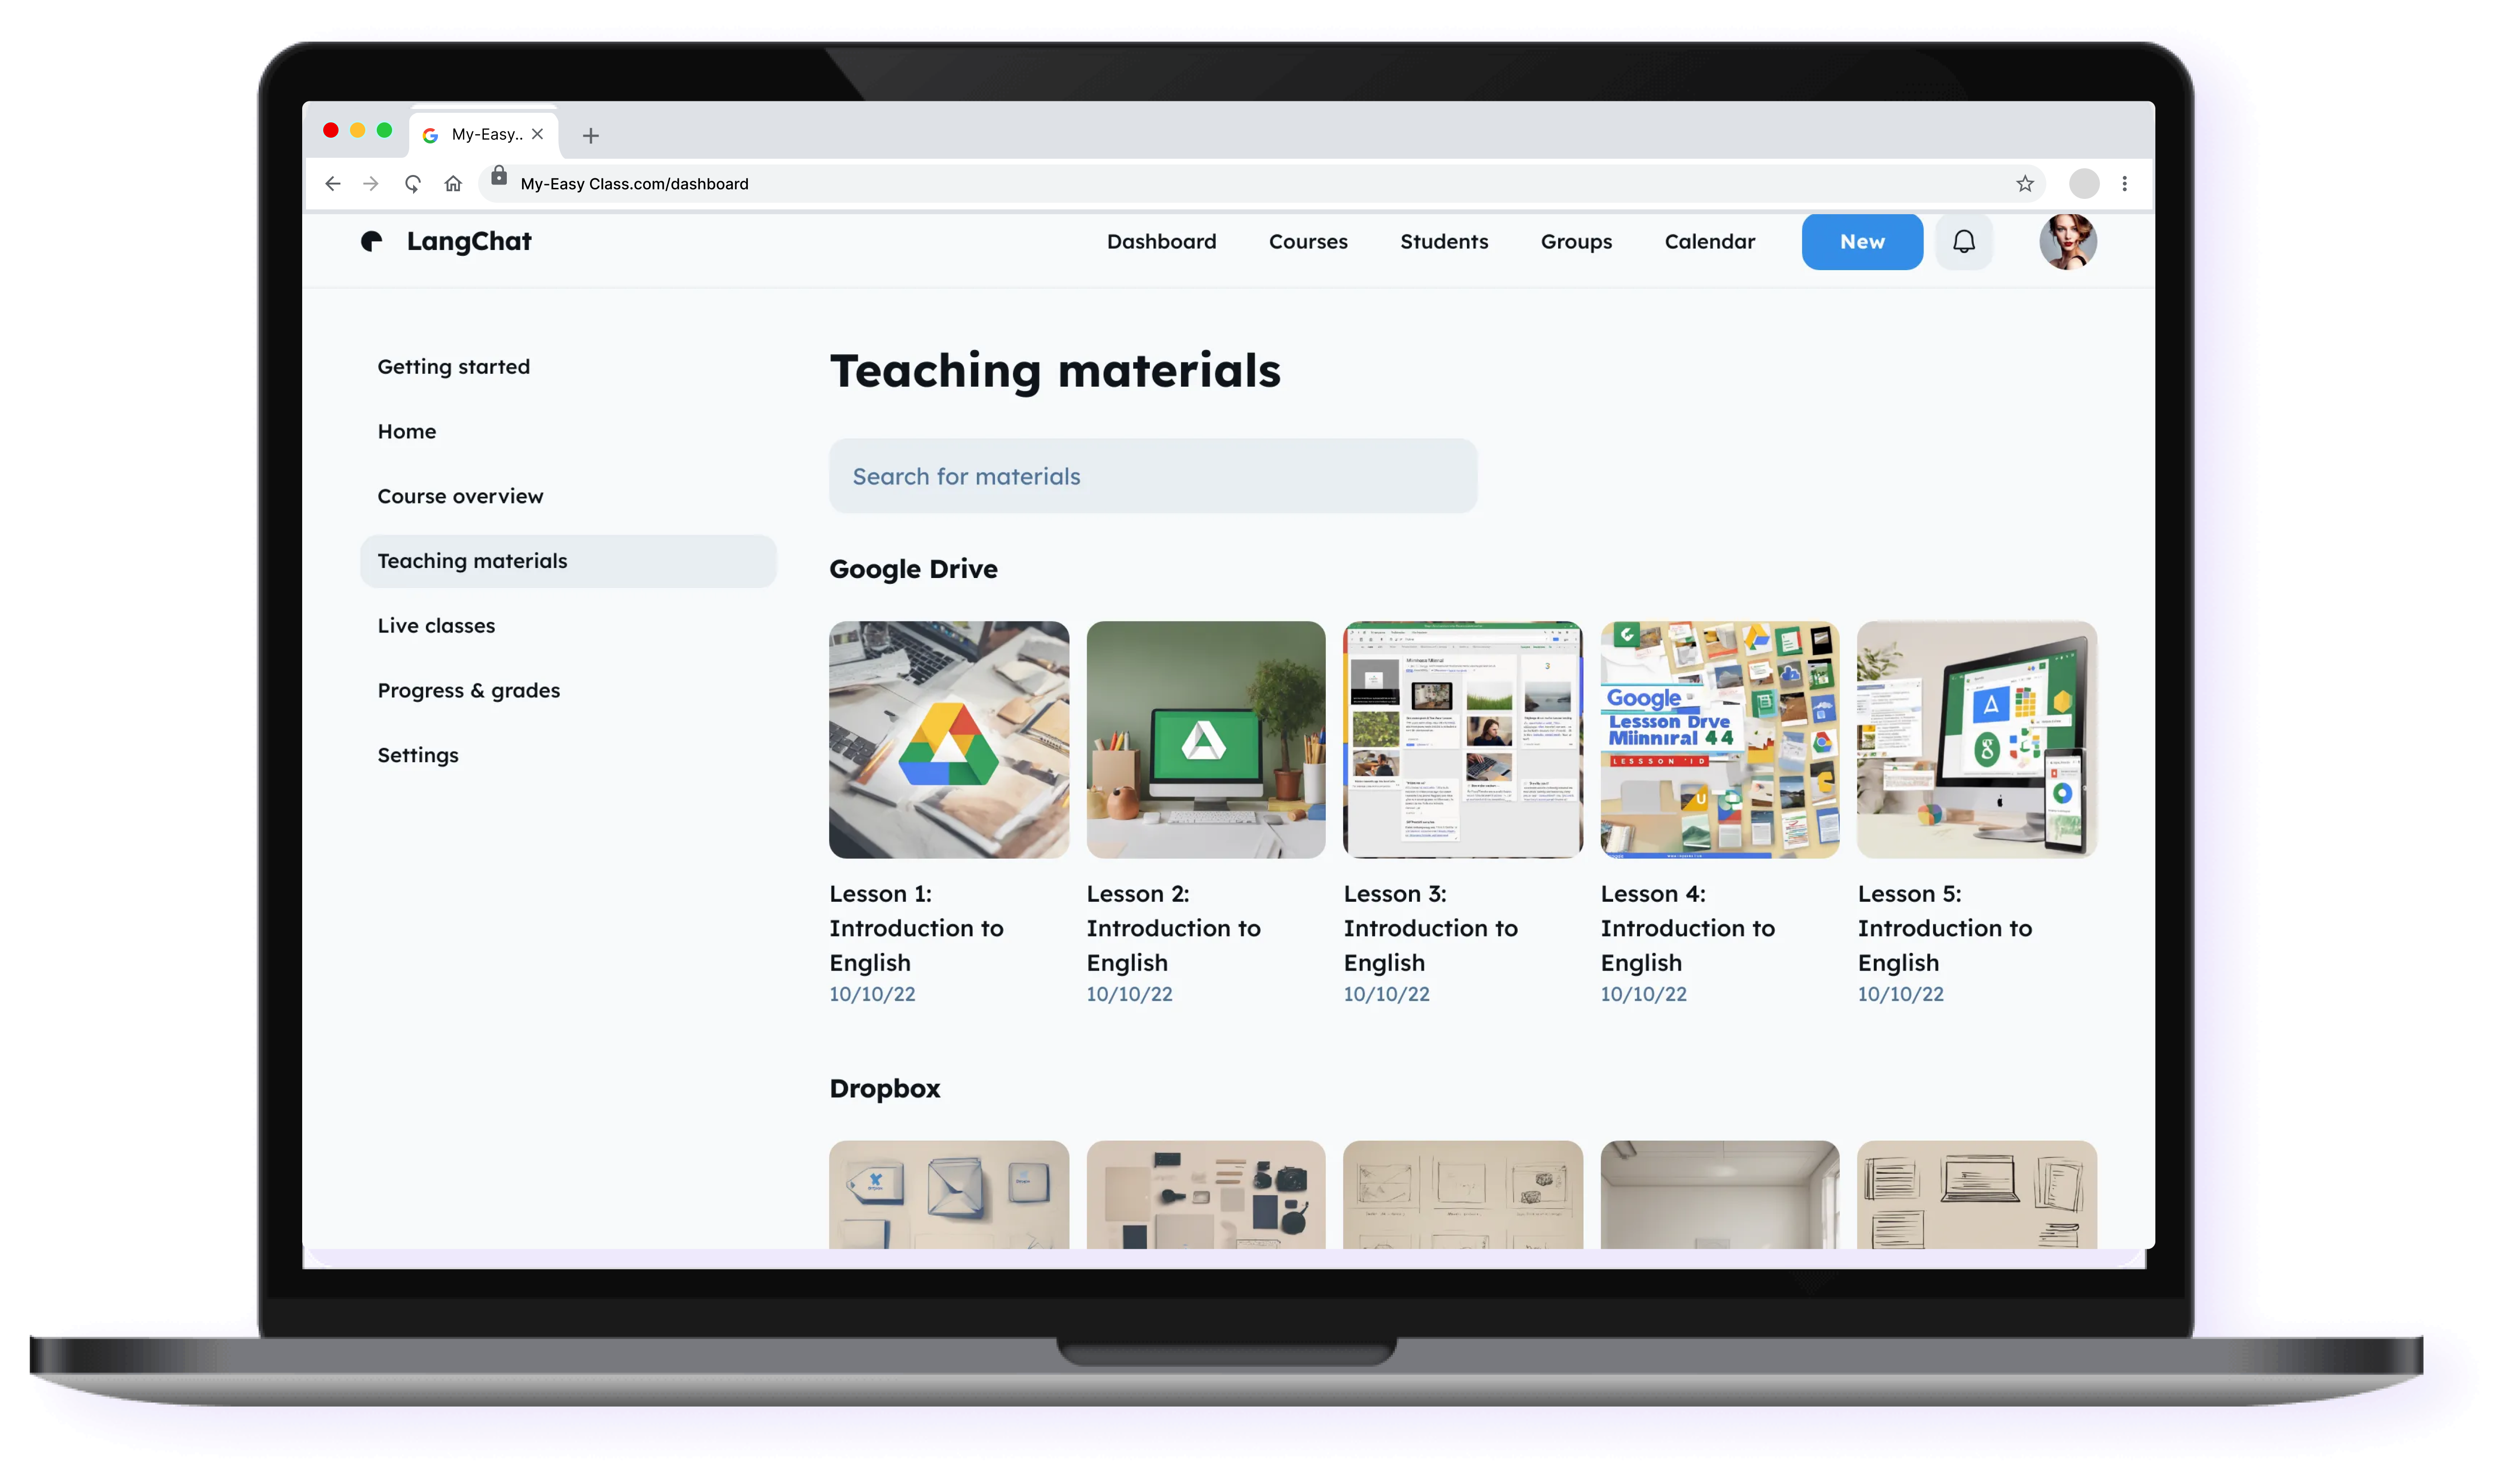 My-Easy..
My-Easy Class.com/dashboard
LangChat
Dashboard
Courses
Students
Groups
Calendar
New
Getting started
Home
Course overview
Teaching materials
Live classes
Progress & grades
Settings
Teaching materials
Search for materials
Google Drive
Google
Lessson Drve
Miinnıral 44
LESSSON 'ID
Lesson 1:
Introduction to
English
10/10/22
Lesson 2:
Introduction to
English
10/10/22
Lesson 3:
Introduction to
English
10/10/22
Lesson 4:
Introduction to
English
10/10/22
Lesson 5:
Introduction to
English
10/10/22
Dropbox